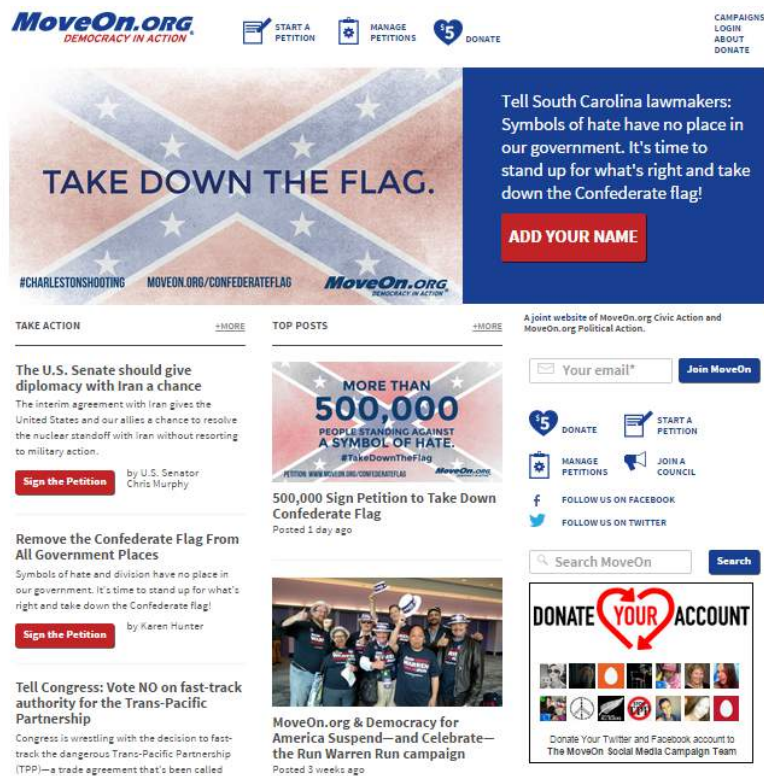 MoveOn.ORG
DEMOCRACY IN ACTION
START A
PETITION
MANAGE
PETITIONS
$5
DONATE
CAMPAIGNS
LOGIN
ABOUT
DONATE
TAKE DOWN THE FLAG.
#CHARLESTONSHOOTING
MOVEON.ORG/CONFEDERATEFLAG
MoveOn.ORG
DEMOCRACY IN ACTION
Tell South Carolina lawmakers:
Symbols of hate have no place in
our government. It's time to
stand up for what's right and take
down the Confederate flag!
ADD YOUR NAME
TAKE ACTION
+MORE
The U.S. Senate should give
diplomacy with Iran a chance
The interim agreement with Iran gives the
United States and our allies a chance to resolve
the nuclear standoff with Iran without resorting
to military action.
Sign the Petition
by U.S. Senator
Chris Murphy
Remove the Confederate Flag From
All Government Places
Symbols of hate and division have no place in
our government. It's time to stand up for what's
right and take down the Confederate flag!
Sign the Petition
by Karen Hunter
Tell Congress: Vote NO on fast-track
authority for the Trans-Pacific
Partnership
Congress is wrestling with the decision to fast-
track the dangerous Trans-Pacific Partnership
(TPP)—a trade agreement that's been called
TOP POSTS
+MORE
MORE THAN
500,000
PEOPLE STANDING AGAINST
A SYMBOL OF HATE.
#TakeDownTheFlag
PETITION: WWW.MOVEON.ORG/CONFEDERATEFLAG
MoveOn.ORG
500,000 Sign Petition to Take Down
Confederate Flag
Posted 1 day ago
MoveOn.org & Democracy for
America Suspend—and Celebrate—
the Run Warren Run campaign
Posted 3 weeks ago
A joint website of MoveOn.org Civic Action and
MoveOn.org Political Action.
Your email*
Join MoveOn
$5
DONATE
START A
PETITION
MANAGE
PETITIONS
JOIN A
COUNCIL
FOLLOW US ON FACEBOOK
FOLLOW US ON TWITTER
Search MoveOn
Search
DONATE YOUR ACCOUNT
Donate Your Twitter and Facebook account to
The MoveOn Social Media Campaign Team